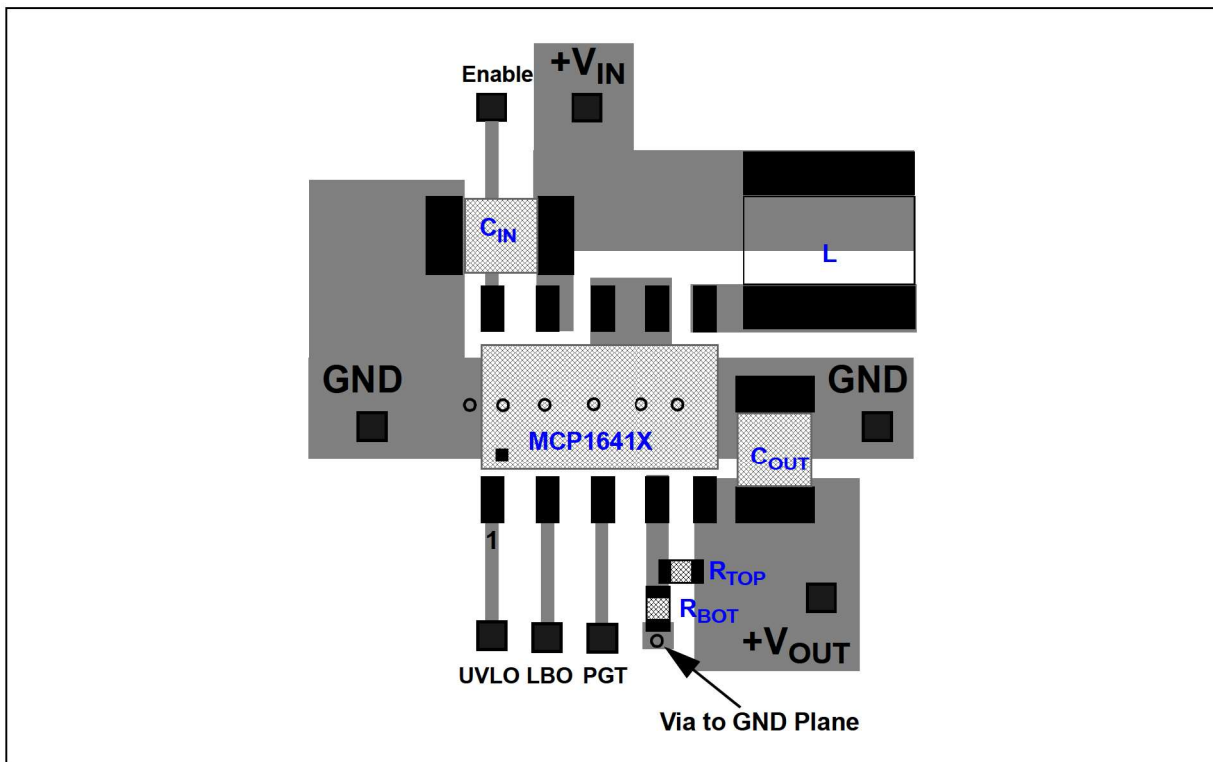 Enable
+VIN
CIN
L
GND
GND
MCP1641X
COUT
1
RTOP
RBOT
+VOUT
UVLO LBO PGT
Via to GND Plane